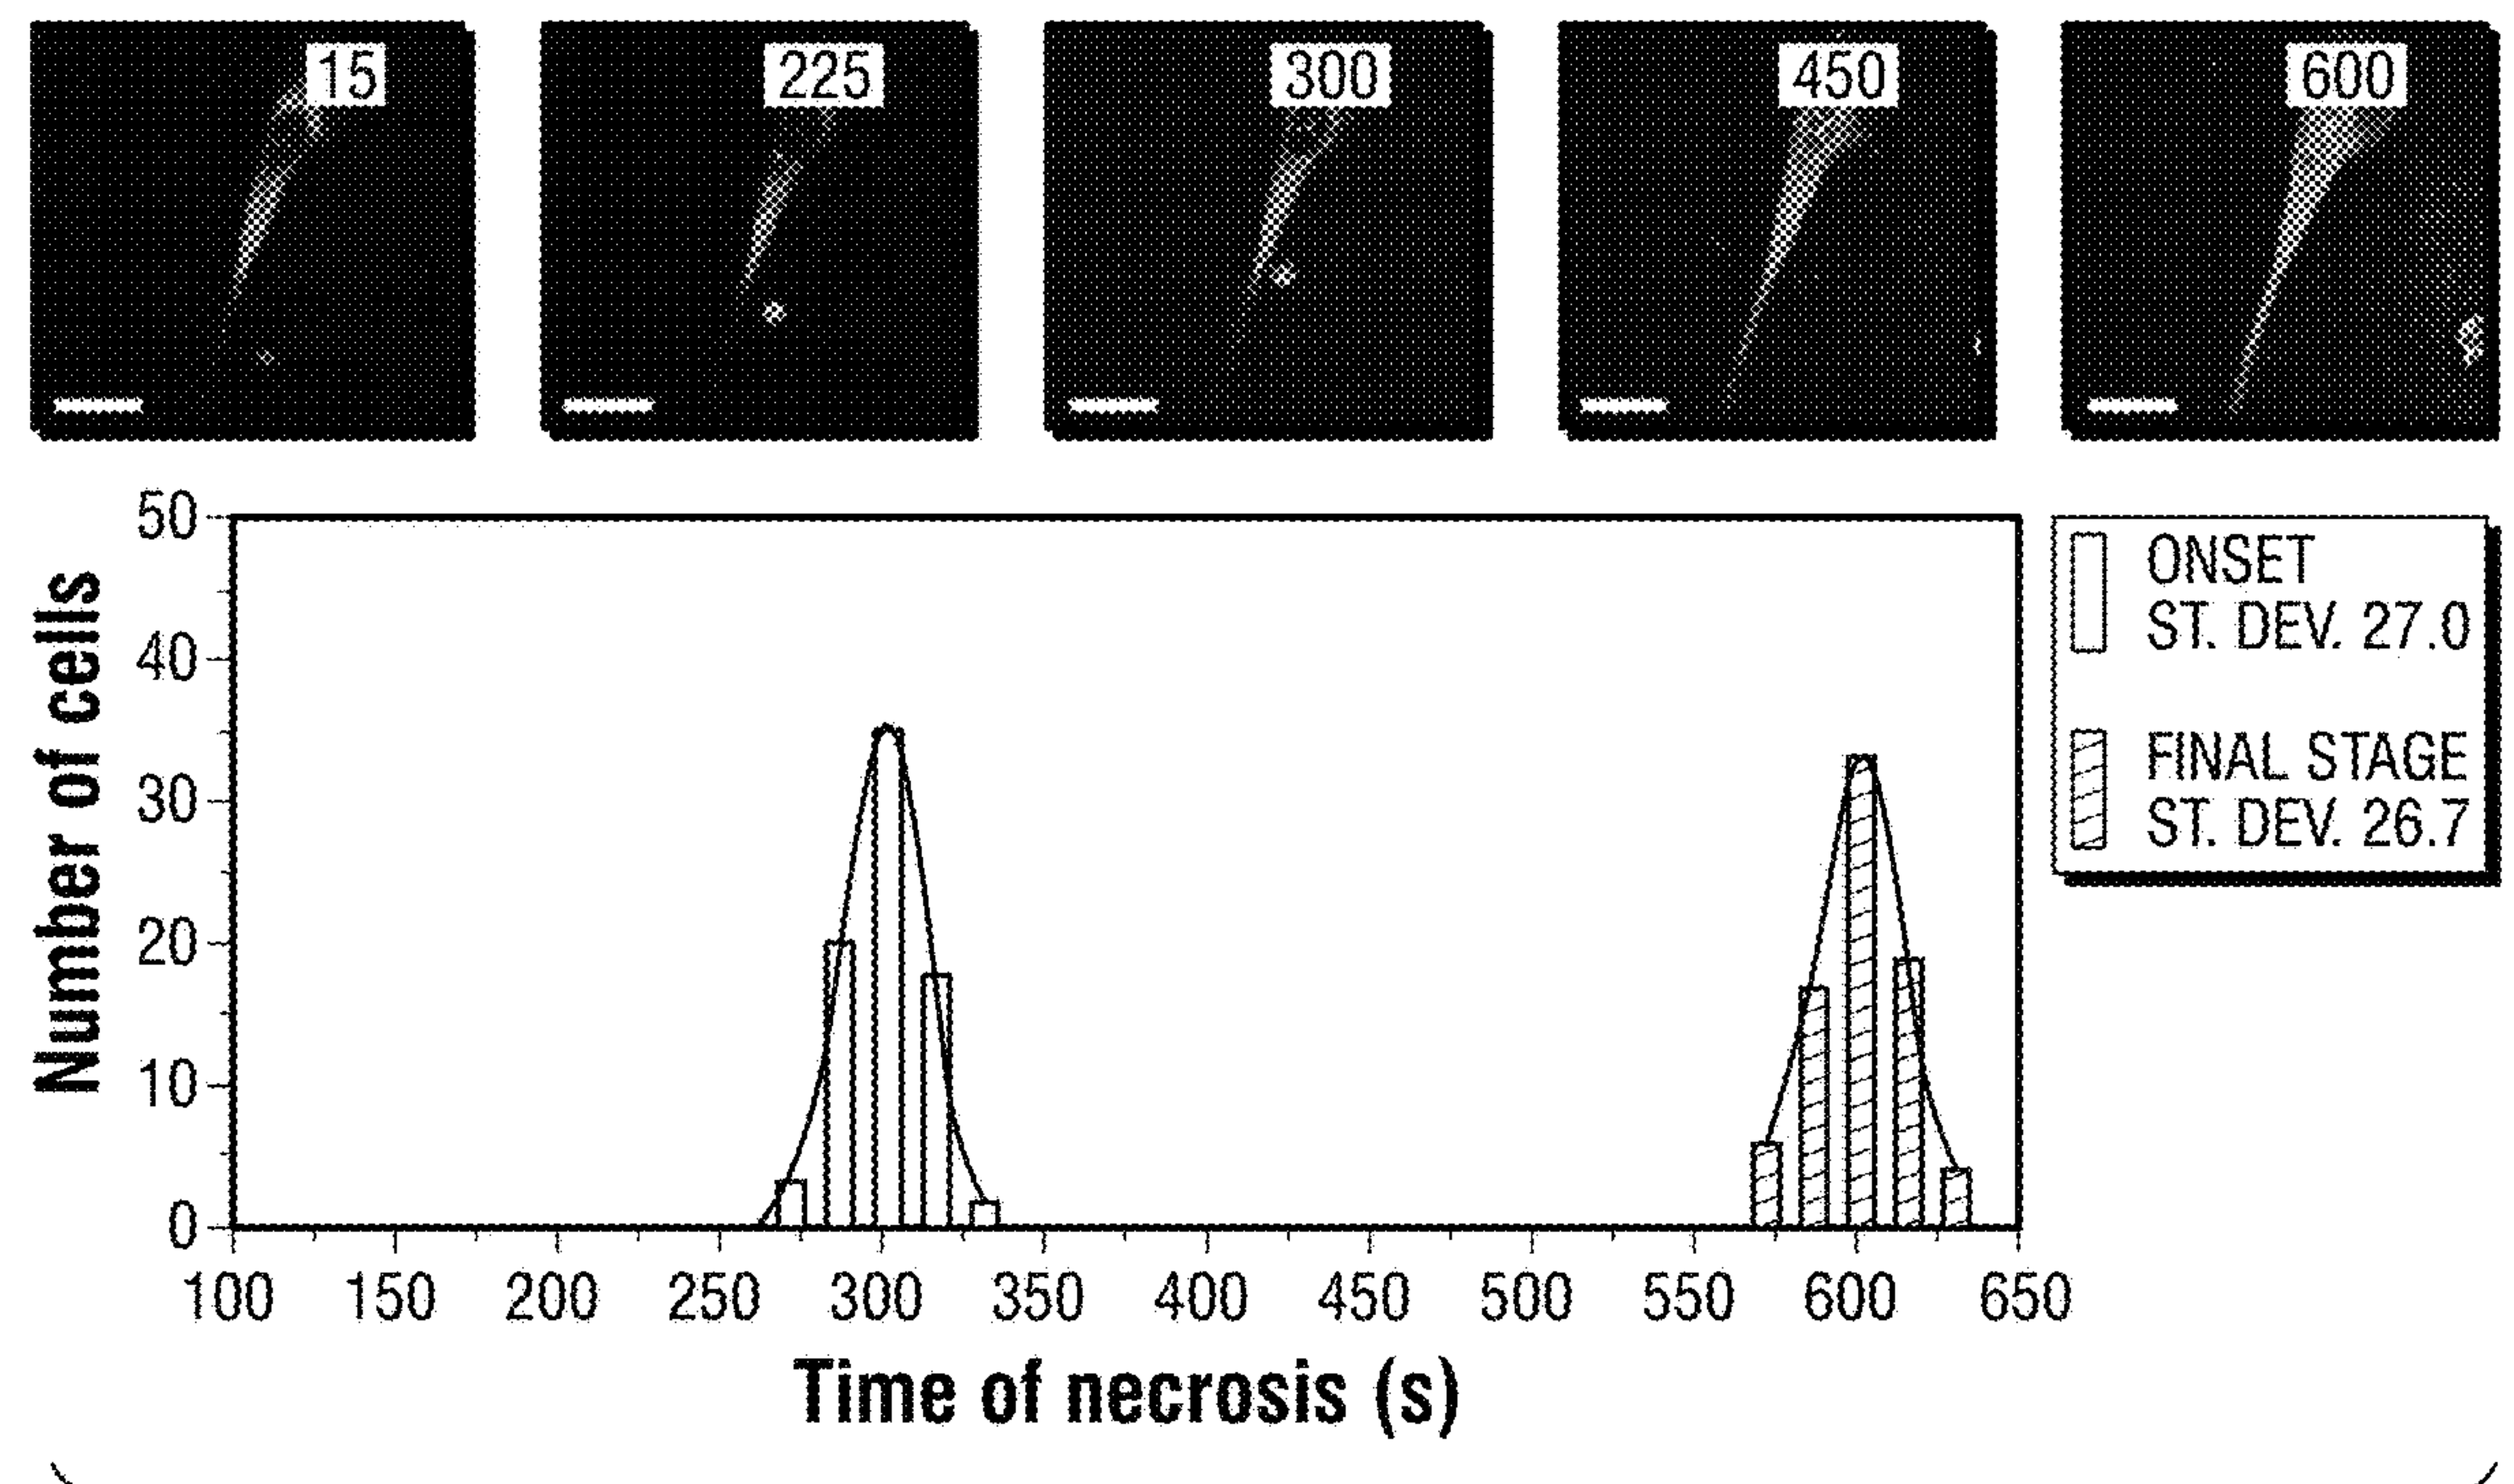 15
225
300
450
600
50
40
30
20
10
0
Number of cells
100 150 200 250 300 350 400 450 500 550 600 650
Time of necrosis (s)
ONSET
ST. DEV. 27.0
FINAL STAGE
ST. DEV. 26.7